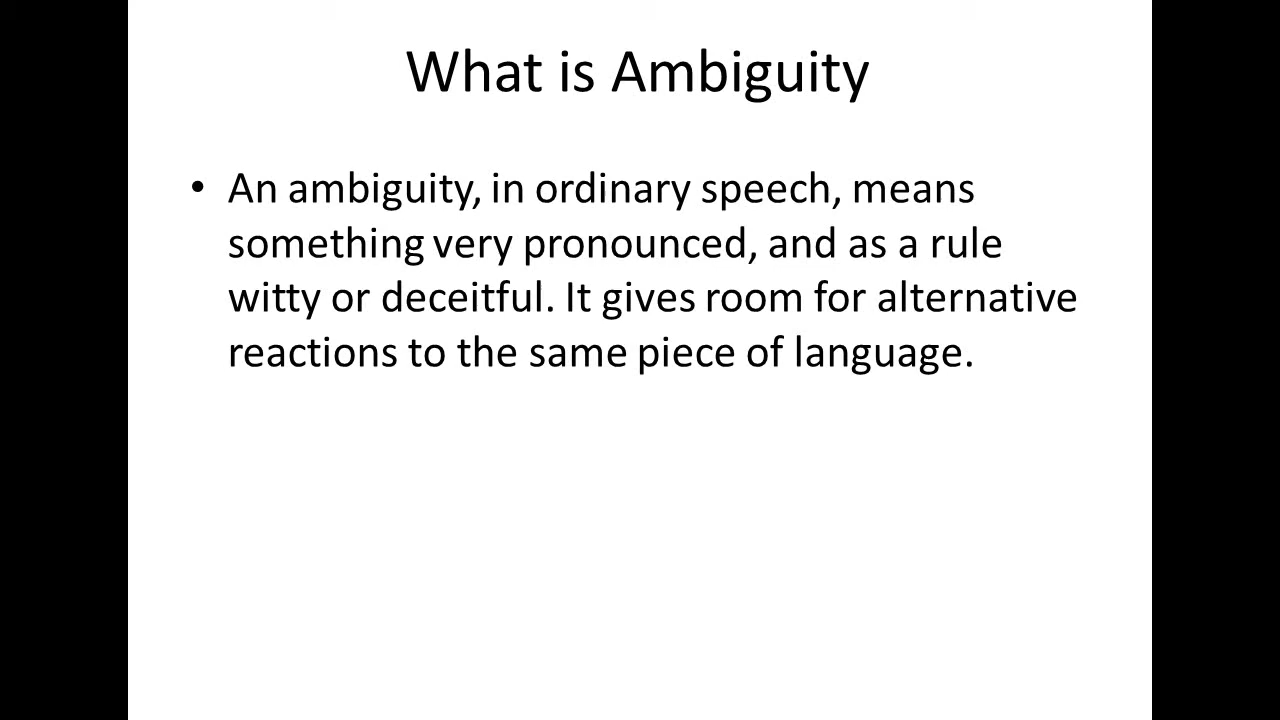 What is Ambiguity
• An ambiguity, in ordinary speech, means
something very pronounced, and as a rule
witty or deceitful. It gives room for alternative
reactions to the same piece of language.